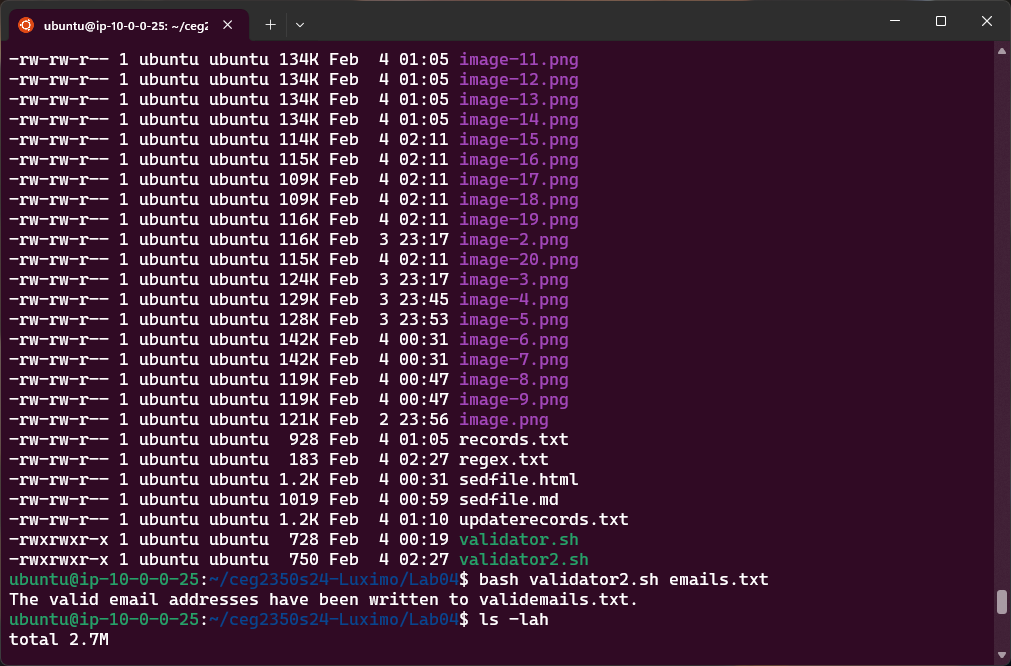 ubuntu@ip-10-0-0-25: ~/ceg2
-rw-rw-r-- 1 ubuntu ubuntu 134K Feb  4 01:05 image-11.png
-rw-rw-r-- 1 ubuntu ubuntu 134K Feb  4 01:05 image-12.png
-rw-rw-r-- 1 ubuntu ubuntu 134K Feb  4 01:05 image-13.png
-rw-rw-r-- 1 ubuntu ubuntu 134K Feb  4 01:05 image-14.png
-rw-rw-r-- 1 ubuntu ubuntu 114K Feb  4 02:11 image-15.png
-rw-rw-r-- 1 ubuntu ubuntu 115K Feb  4 02:11 image-16.png
-rw-rw-r-- 1 ubuntu ubuntu 109K Feb  4 02:11 image-17.png
-rw-rw-r-- 1 ubuntu ubuntu 109K Feb  4 02:11 image-18.png
-rw-rw-r-- 1 ubuntu ubuntu 116K Feb  4 02:11 image-19.png
-rw-rw-r-- 1 ubuntu ubuntu 116K Feb  3 23:17 image-2.png
-rw-rw-r-- 1 ubuntu ubuntu 115K Feb  4 02:11 image-20.png
-rw-rw-r-- 1 ubuntu ubuntu 124K Feb  3 23:17 image-3.png
-rw-rw-r-- 1 ubuntu ubuntu 129K Feb  3 23:45 image-4.png
-rw-rw-r-- 1 ubuntu ubuntu 128K Feb  3 23:53 image-5.png
-rw-rw-r-- 1 ubuntu ubuntu 142K Feb  4 00:31 image-6.png
-rw-rw-r-- 1 ubuntu ubuntu 142K Feb  4 00:31 image-7.png
-rw-rw-r-- 1 ubuntu ubuntu 119K Feb  4 00:47 image-8.png
-rw-rw-r-- 1 ubuntu ubuntu 119K Feb  4 00:47 image-9.png
-rw-rw-r-- 1 ubuntu ubuntu 121K Feb  2 23:56 image.png
-rw-rw-r-- 1 ubuntu ubuntu  928 Feb  4 01:05 records.txt
-rw-rw-r-- 1 ubuntu ubuntu  183 Feb  4 02:27 regex.txt
-rw-rw-r-- 1 ubuntu ubuntu 1.2K Feb  4 00:31 sedfile.html
-rw-rw-r-- 1 ubuntu ubuntu 1019 Feb  4 00:59 sedfile.md
-rw-rw-r-- 1 ubuntu ubuntu 1.2K Feb  4 01:10 updaterecords.txt
-rwxrwxr-x 1 ubuntu ubuntu  728 Feb  4 00:19 validator.sh
-rwxrwxr-x 1 ubuntu ubuntu  750 Feb  4 02:27 validator2.sh
ubuntu@ip-10-0-0-25:~/ceg2350s24-Luximo/Lab04$ bash validator2.sh emails.txt
The valid email addresses have been written to validemails.txt.
ubuntu@ip-10-0-0-25:~/ceg2350s24-Luximo/Lab04$ ls -lah
total 2.7M